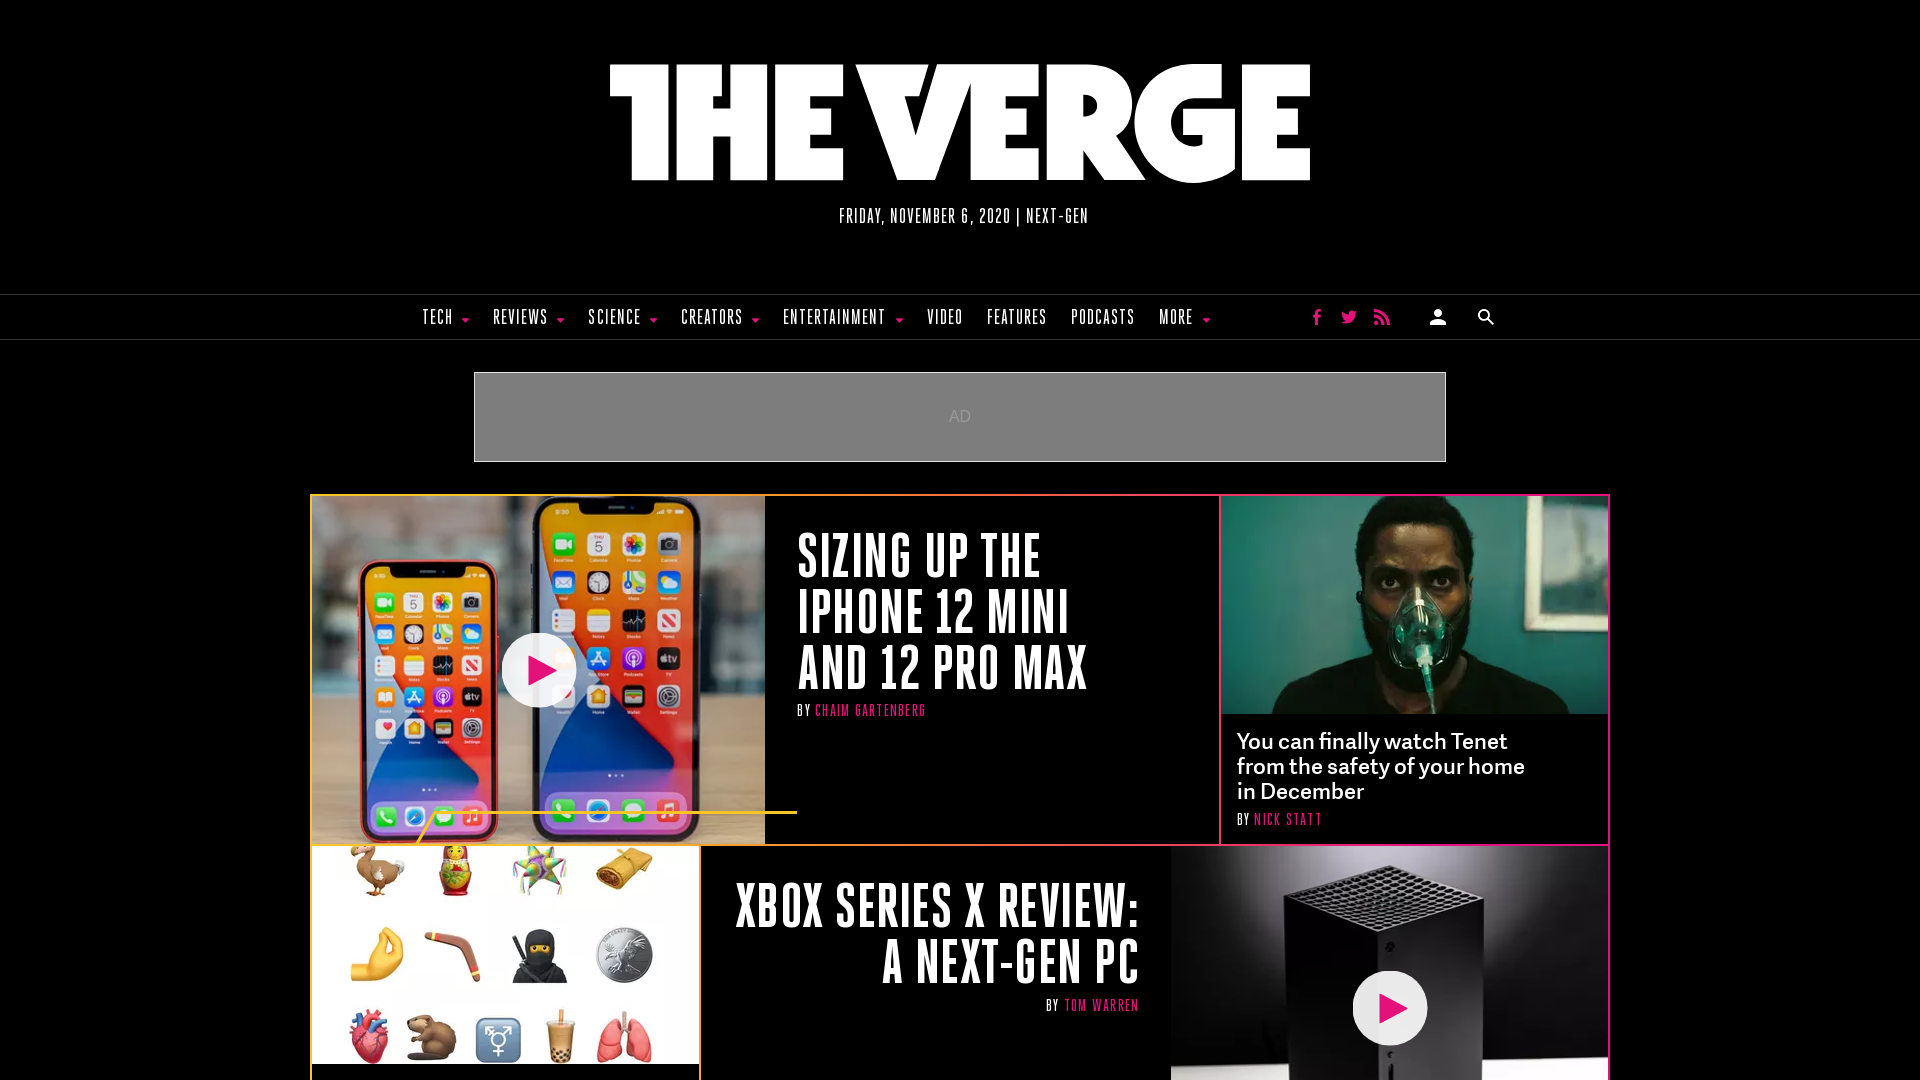 THE VERGE
FRIDAY, NOVEMBER 6, 2020 | NEXT-GEN
TECH REVIEWS SCIENCE CREATORS ENTERTAINMENT VIDEO FEATURES PODCASTS MORE
AD
SIZING UP THE
IPHONE 12 MINI
AND 12 PRO MAX
BY CHAIM GARTENBERG
You can finally watch Tenet
from the safety of your home
in December
BY NICK STATT
XBOX SERIES X REVIEW:
A NEXT-GEN PC
BY TOM WARREN